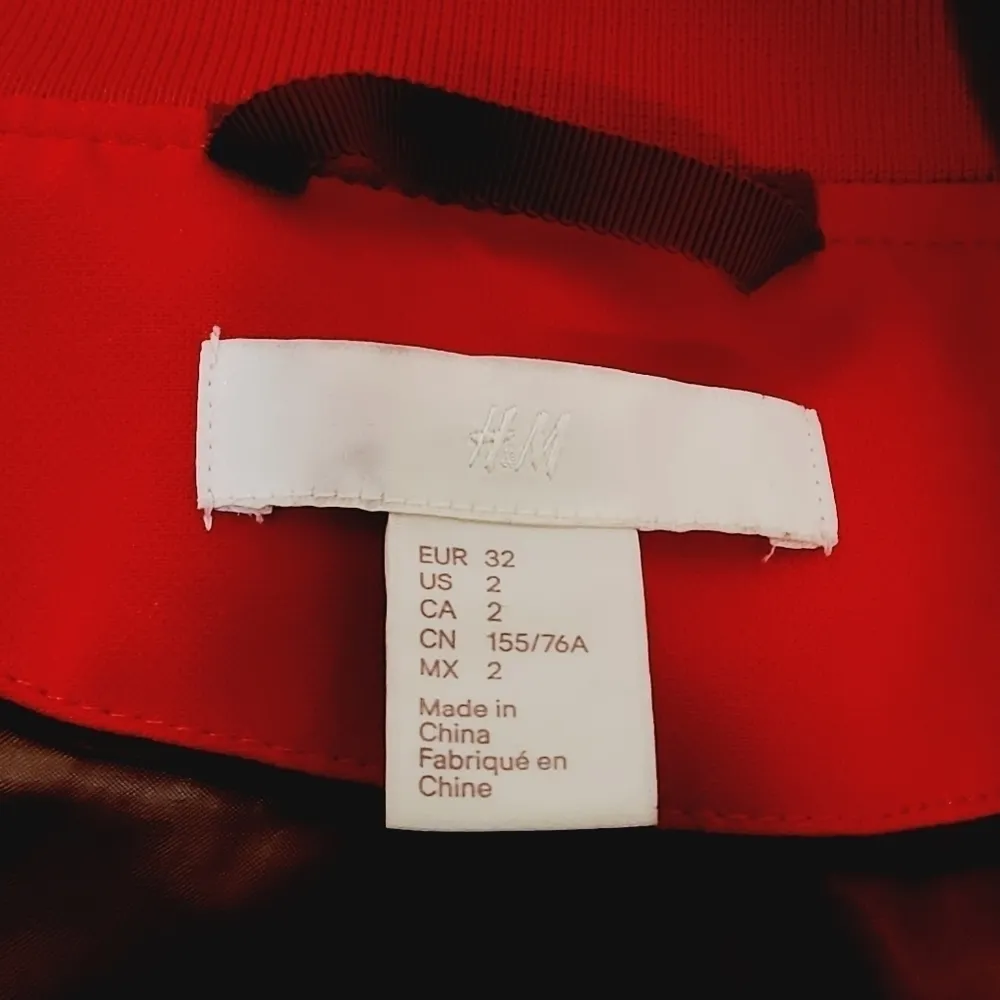 H&M
EUR 32
US 2
CA 2
CN 155/76A
MX 2
Made in
China
Fabriqué en
Chine